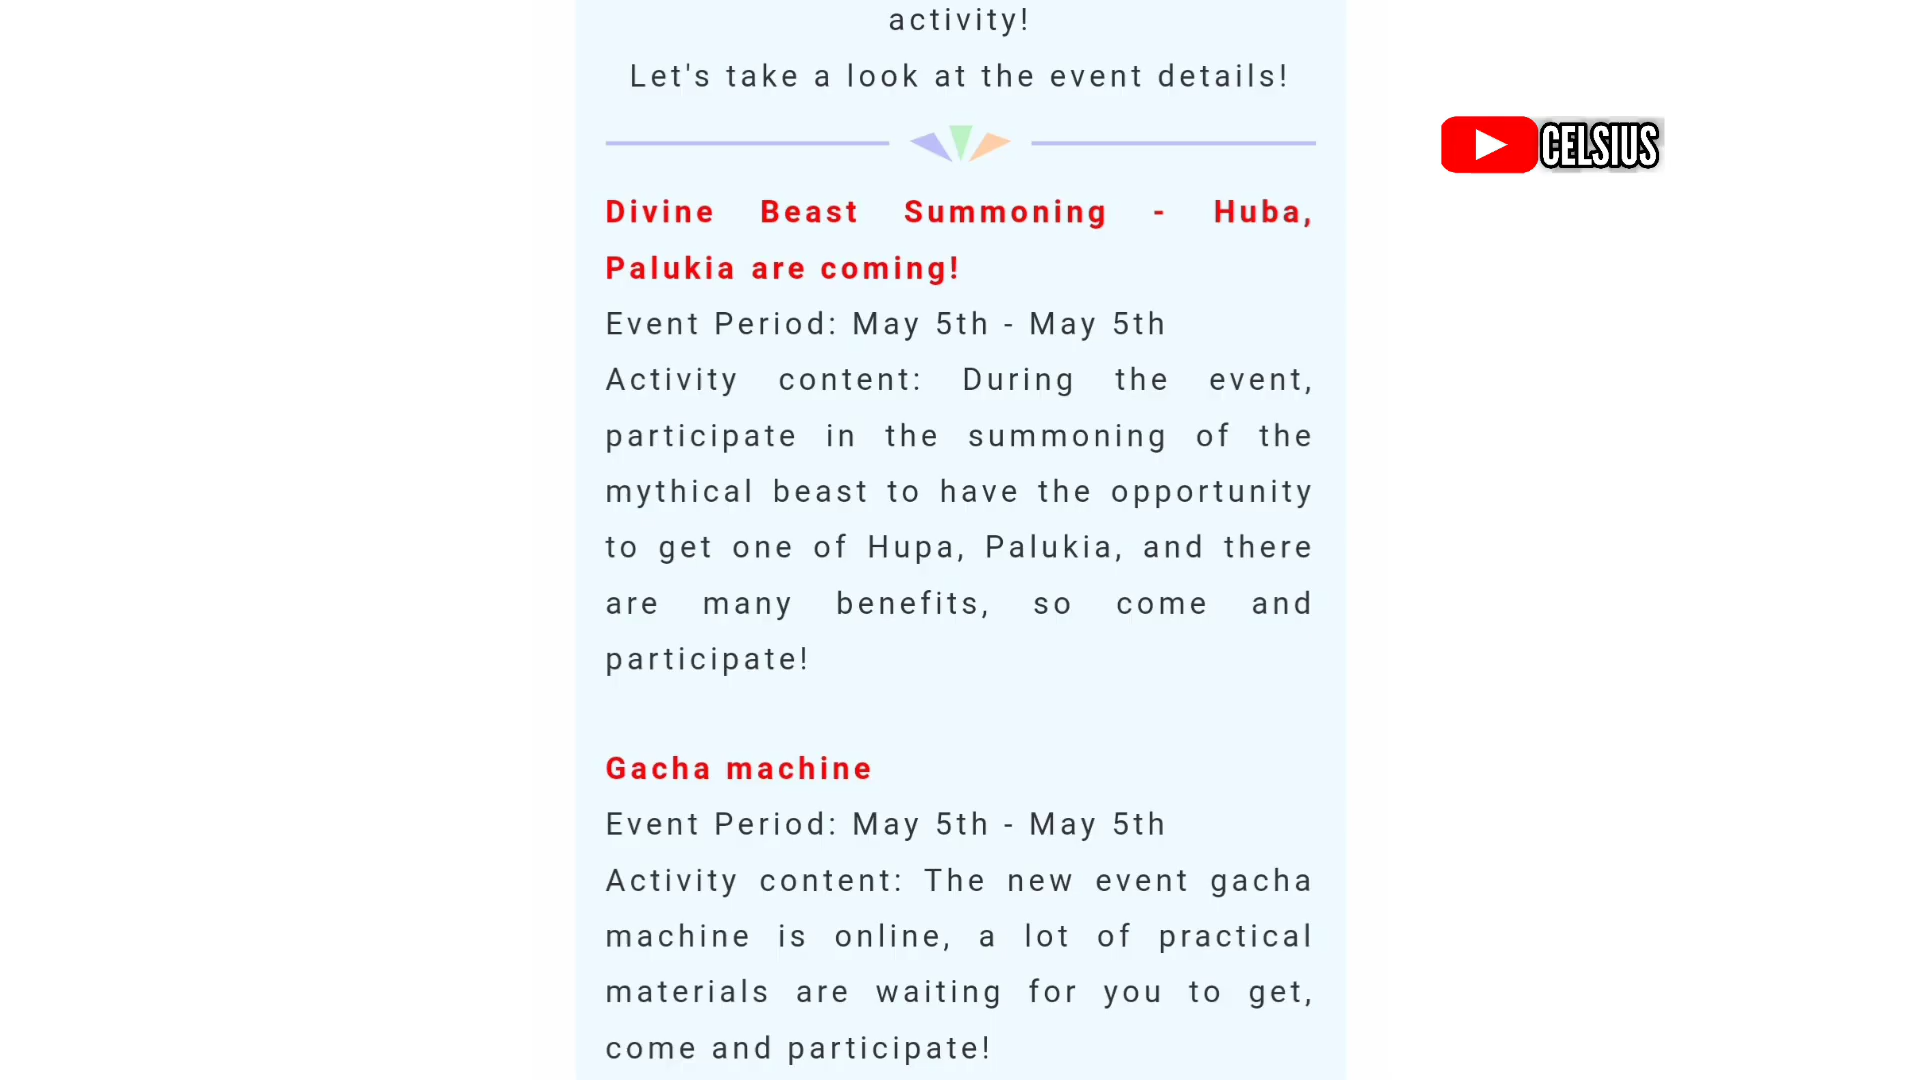 activity!
Let's take a look at the event details!
CELSIUS
Divine Beast Summoning - Huba,
Palukia are coming!
Event Period: May 5th - May 5th
Activity content: During the event,
participate in the summoning of the
mythical beast to have the opportunity
to get one of Hupa, Palukia, and there
are many benefits, so come and
participate!
Gacha machine
Event Period: May 5th - May 5th
Activity content: The new event gacha
machine is online, a lot of practical
materials are waiting for you to get,
come and participate!